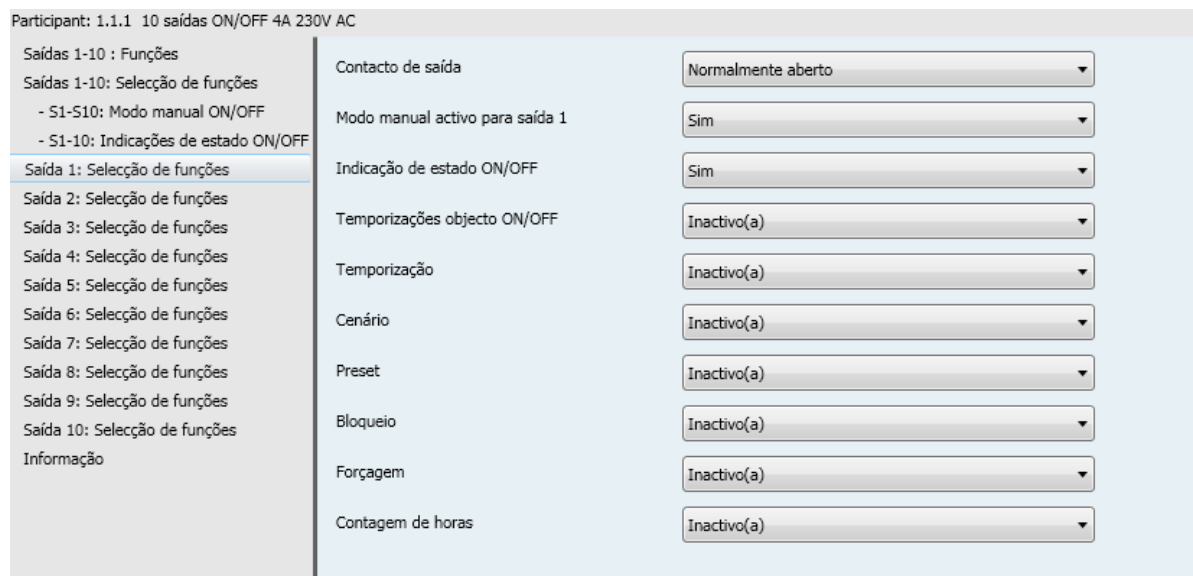 Participant: 1.1.1 10 saídas ON/OFF 4A 230V AC
Saídas 1-10 : Funções
Saídas 1-10: Selecção de funções
- S1-S10: Modo manual ON/OFF
- S1-10: Indicações de estado ON/OFF
Saída 1: Selecção de funções
Saída 2: Selecção de funções
Saída 3: Selecção de funções
Saída 4: Selecção de funções
Saída 5: Selecção de funções
Saída 6: Selecção de funções
Saída 7: Selecção de funções
Saída 8: Selecção de funções
Saída 9: Selecção de funções
Saída 10: Selecção de funções
Informação
Contacto de saída Normalmente aberto
Modo manual activo para saída 1 Sim
Indicação de estado ON/OFF Sim
Temporizações objecto ON/OFF Inactivo(a)
Temporização Inactivo(a)
Cenário Inactivo(a)
Preset Inactivo(a)
Bloqueio Inactivo(a)
Forçagem Inactivo(a)
Contagem de horas Inactivo(a)